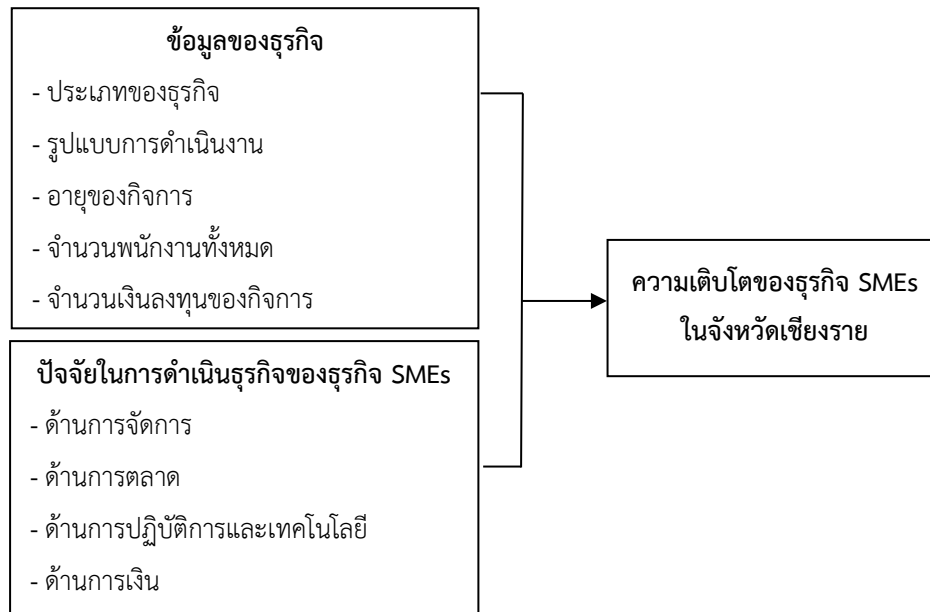 ข้อมูลของธุรกิจ
- ประเภทของธุรกิจ
- รูปแบบการดำเนินงาน
- อายุของกิจการ
- จำนวนพนักงานทั้งหมด
- จำนวนเงินลงทุนของกิจการ
ปัจจัยในการดำเนินธุรกิจของธุรกิจ SMEs
- ด้านการจัดการ
- ด้านการตลาด
- ด้านการปฏิบัติการและเทคโนโลยี
- ด้านการเงิน
ความเติบโตของธุรกิจ SMEs
ในจังหวัดเชียงราย